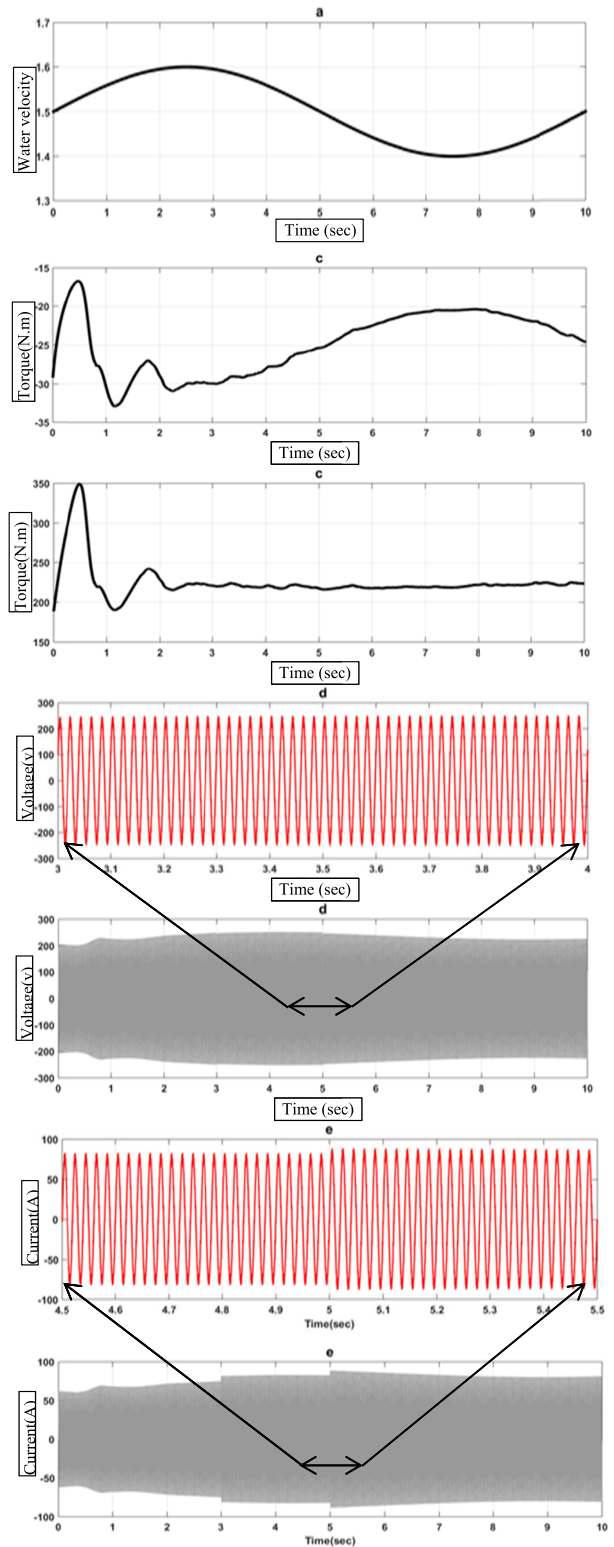 a
1.7
1.6
1.5
1.4
1.3
Water velocity
0 1 2 3 4 5 6 7 8 9 10
Time (sec)
c
-15
-20
-25
-30
-35
Torque(N.m)
0 1 2 3 4 5 6 7 8 9 10
Time (sec)
c
350
300
250
200
150
Torque(N.m)
0 1 2 3 4 5 6 7 8 9 10
Time (sec)
d
300
200
100
0
-100
-200
-300
Voltage(v)
3 3.1 3.2 3.3 3.4 3.5 3.6 3.7 3.8 3.9 4
Time (sec)
d
300
200
100
0
-100
-200
-300
Voltage(v)
0 1 2 3 4 5 6 7 8 9 10
Time (sec)
e
100
50
0
-50
-100
Current(A)
4.5 4.6 4.7 4.8 4.9 5 5.1 5.2 5.3 5.4 5.5
Time(sec)
e
100
50
0
-50
-100
Current(A)
0 1 2 3 4 5 6 7 8 9 10
Time(sec)